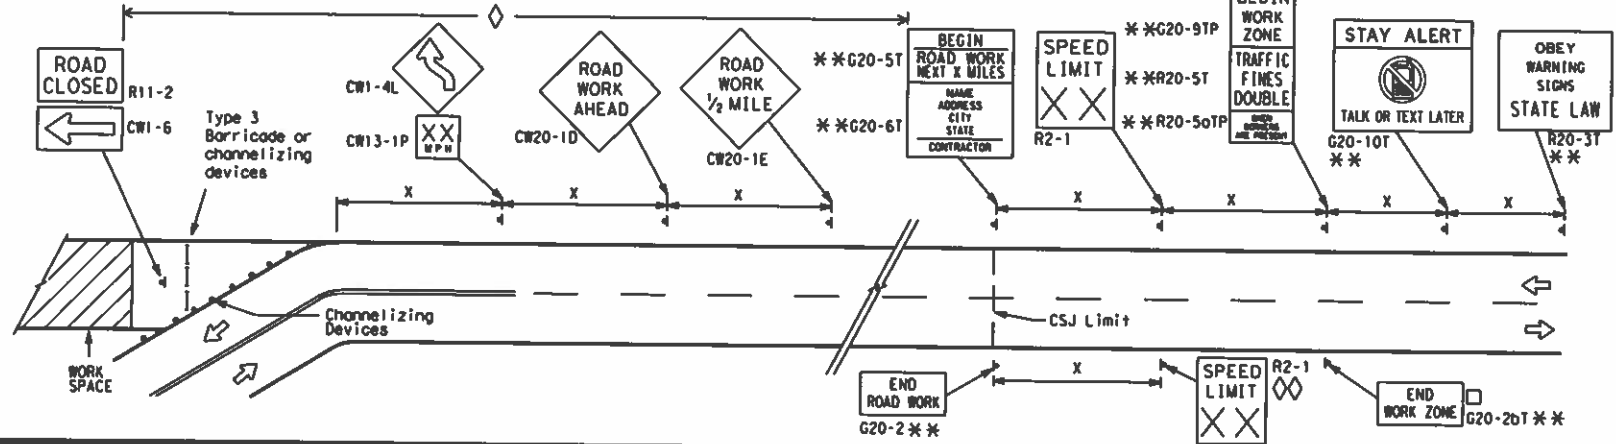 ROAD
CLOSED
R11-2
CW1-6
Type 3
Barricade or
channelizing
devices
CW1-4L
XX
MPH
CW13-1P
ROAD
WORK
AHEAD
CW20-1D
ROAD
WORK
1/2 MILE
CW20-1E
* *G20-5T
* *G20-6T
BEGIN
ROAD WORK
NEXT X MILES
NAME
ADDRESS
CITY
STATE
CONTRACTOR
SPEED
LIMIT
X X
R2-1
* *G20-9TP
* *R20-5T
* *R20-5aTP
BEGIN
WORK
ZONE
TRAFFIC
FINES
DOUBLE
WHEN
WORKERS
ARE PRESENT
STAY ALERT
TALK OR TEXT LATER
G20-10T
* *
OBEY
WARNING
SIGNS
STATE LAW
R20-3T
* *
X
X
X
X
X
X
X
Channelizing
Devices
WORK
SPACE
CSJ Limit
X
END
ROAD WORK
G20-2 * *
SPEED
LIMIT
X X
R2-1
END
WORK ZONE
G20-2bT * *